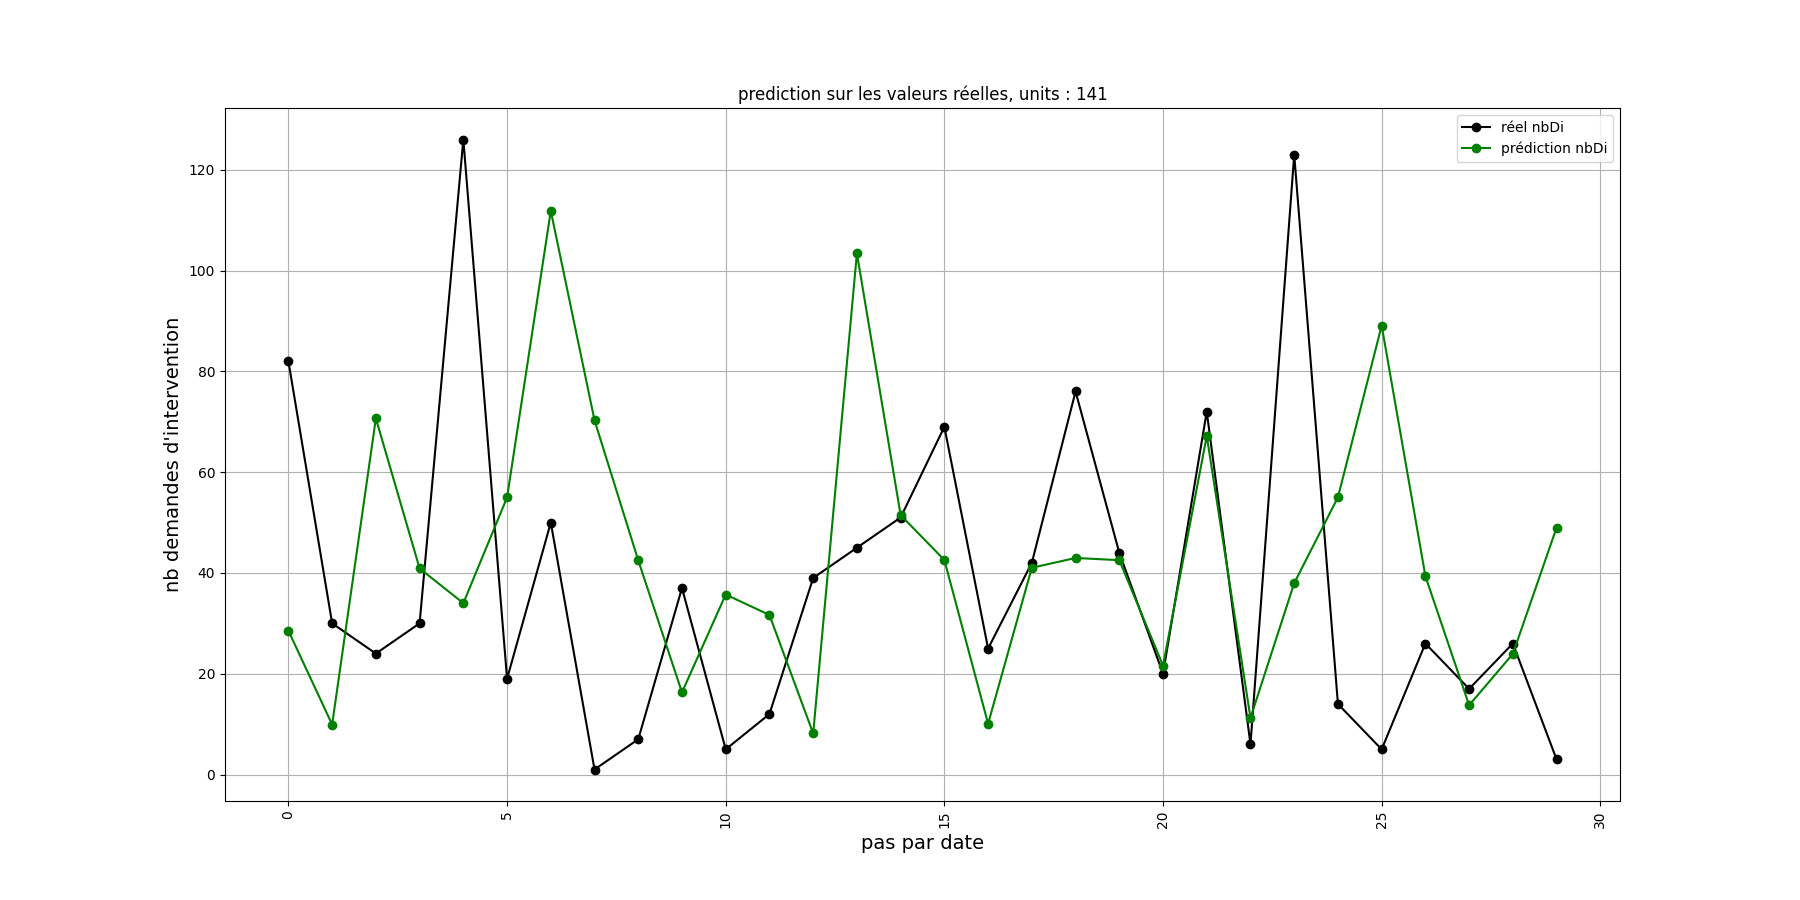 prediction sur les valeurs réelles, units : 141
réel nbDi
prédiction nbDi
nb demandes d'intervention
120
100
80
60
40
20
0
0 5 10 15 20 25 30
pas par date